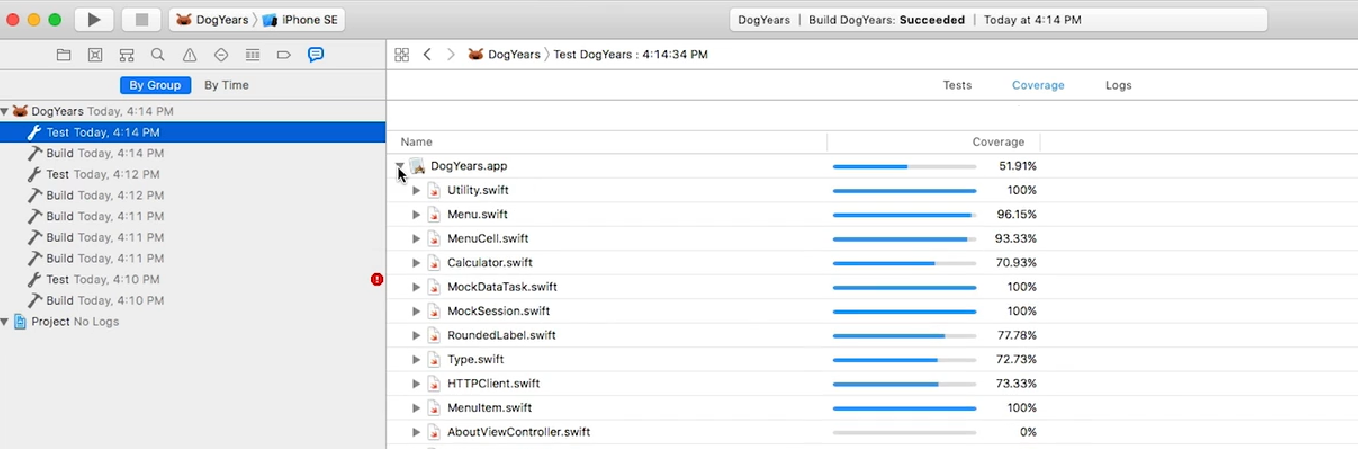 DogYears 〉 iPhone SE
DogYears | Build DogYears: Succeeded | Today at 4:14 PM
DogYears 〉 Test DogYears : 4:14:34 PM
By Group By Time
Tests Coverage Logs
DogYears Today, 4:14 PM
Test Today, 4:14 PM
Build Today, 4:14 PM
Test Today, 4:12 PM
Build Today, 4:12 PM
Build Today, 4:11 PM
Build Today, 4:11 PM
Build Today, 4:11 PM
Test Today, 4:10 PM
Build Today, 4:10 PM
Project No Logs
Name Coverage
DogYears.app 51.91%
Utility.swift 100%
Menu.swift 96.15%
MenuCell.swift 93.33%
Calculator.swift 70.93%
MockDataTask.swift 100%
MockSession.swift 100%
RoundedLabel.swift 77.78%
Type.swift 72.73%
HTTPClient.swift 73.33%
MenuItem.swift 100%
AboutViewController.swift 0%